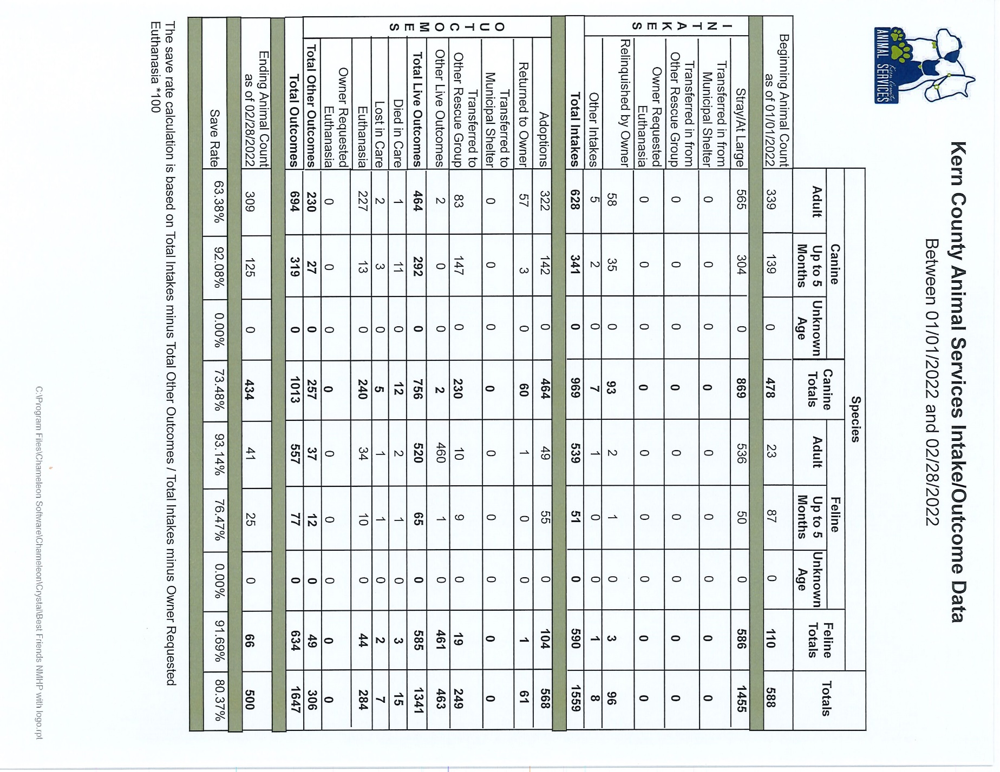 Kern County
ANIMAL SERVICES
Kern County Animal Services Intake/Outcome Data
Between 01/01/2022 and 02/28/2022
Species
Canine Canine Totals Feline Feline Totals Totals
Adult Up to 5 Months Unknown Age Adult Up to 5 Months Unknown Age
Beginning Animal Count
as of 01/01/2022 339 139 0 478 23 87 0 110 588
INTAKES
Stray/At Large 565 304 0 869 536 50 0 586 1455
Transferred in from
Municipal Shelter 0 0 0 0 0 0 0 0 0
Transferred in from
Other Rescue Group 0 0 0 0 0 0 0 0 0
Owner Requested
Euthanasia 0 0 0 0 0 0 0 0 0
Relinquished by Owner 58 35 0 93 2 1 0 3 96
Other Intakes 5 2 0 7 1 0 0 1 8
Total Intakes 628 341 0 969 539 51 0 590 1559
OUTCOMES
Adoptions 322 142 0 464 49 55 0 104 568
Returned to Owner 57 3 0 60 1 0 0 1 61
Transferred to
Municipal Shelter 0 0 0 0 0 0 0 0 0
Transferred to
Other Rescue Group 83 147 0 230 10 9 0 19 249
Other Live Outcomes 2 0 0 2 460 1 0 461 463
Total Live Outcomes 464 292 0 756 520 65 0 585 1341
Died in Care 1 11 0 12 2 1 0 3 15
Lost in Care 2 3 0 5 1 1 0 2 7
Euthanasia 227 13 0 240 34 10 0 44 284
Owner Requested
Euthanasia 0 0 0 0 0 0 0 0 0
Total Other Outcomes 230 27 0 257 37 12 0 49 306
Total Outcomes 694 319 0 1013 557 77 0 634 1647
Ending Animal Count
as of 02/28/2022 309 125 0 434 41 25 0 66 500
Save Rate 63.38% 92.08% 0.00% 73.48% 93.14% 76.47% 0.00% 91.69% 80.37%
The save rate calculation is based on Total Intakes minus Total Other Outcomes / Total Intakes minus Owner Requested
Euthanasia *100
C:\Program Files\Chameleon Software\Chameleon\Crystal\Best Friends NMHP with logo.rpt